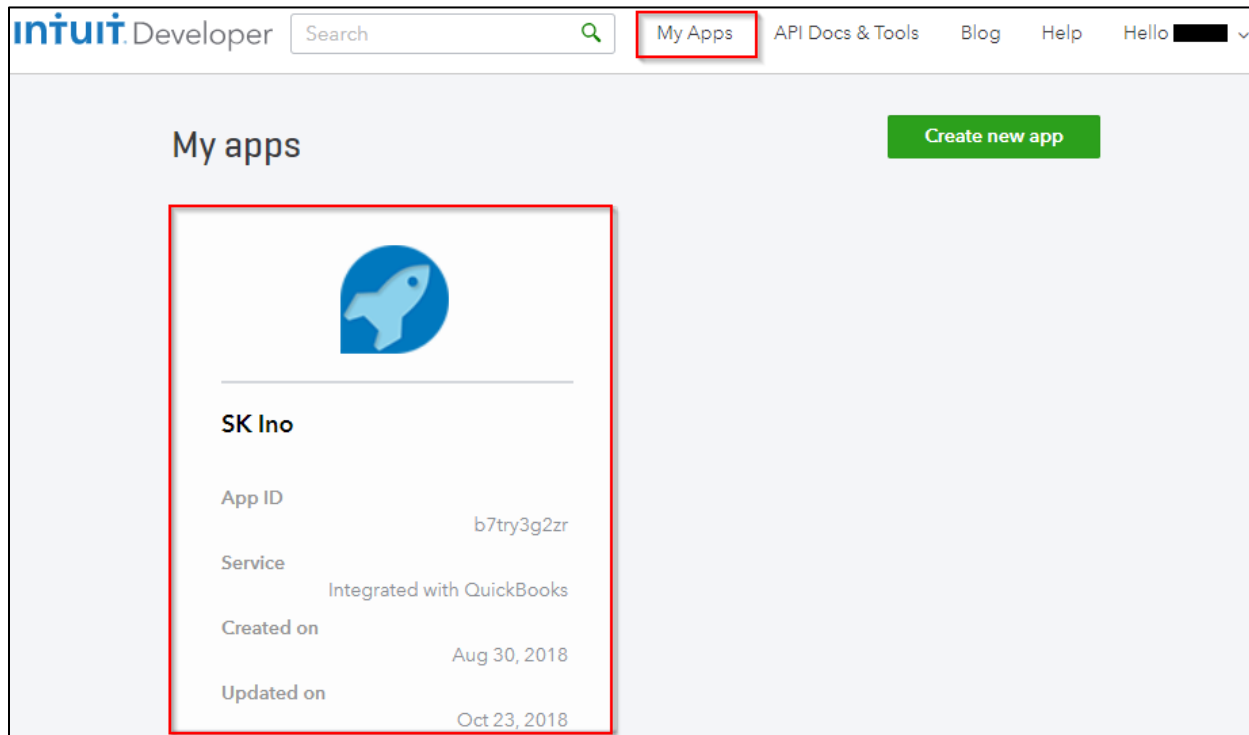 intuit. Developer Search My Apps API Docs & Tools Blog Help Hello
My apps
Create new app
SK Ino
App ID
b7try3g2zr
Service
Integrated with QuickBooks
Created on
Aug 30, 2018
Updated on
Oct 23, 2018